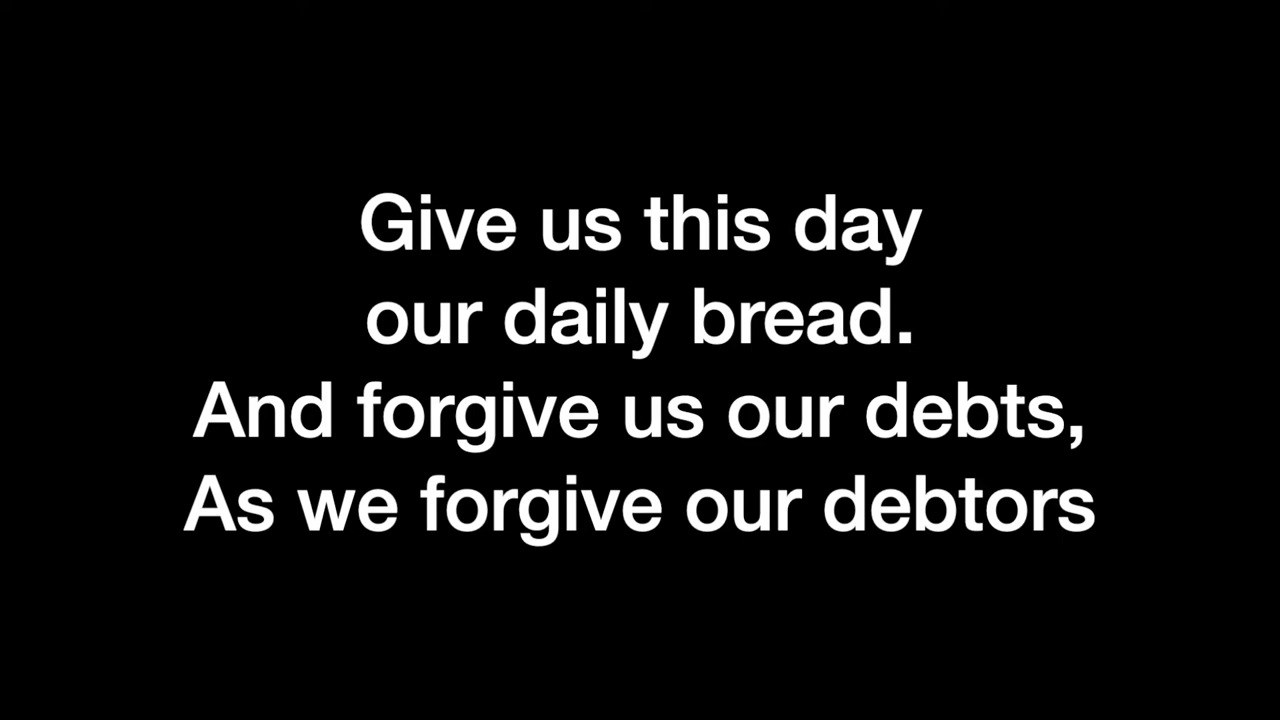 Give us this day
our daily bread.
And forgive us our debts,
As we forgive our debtors